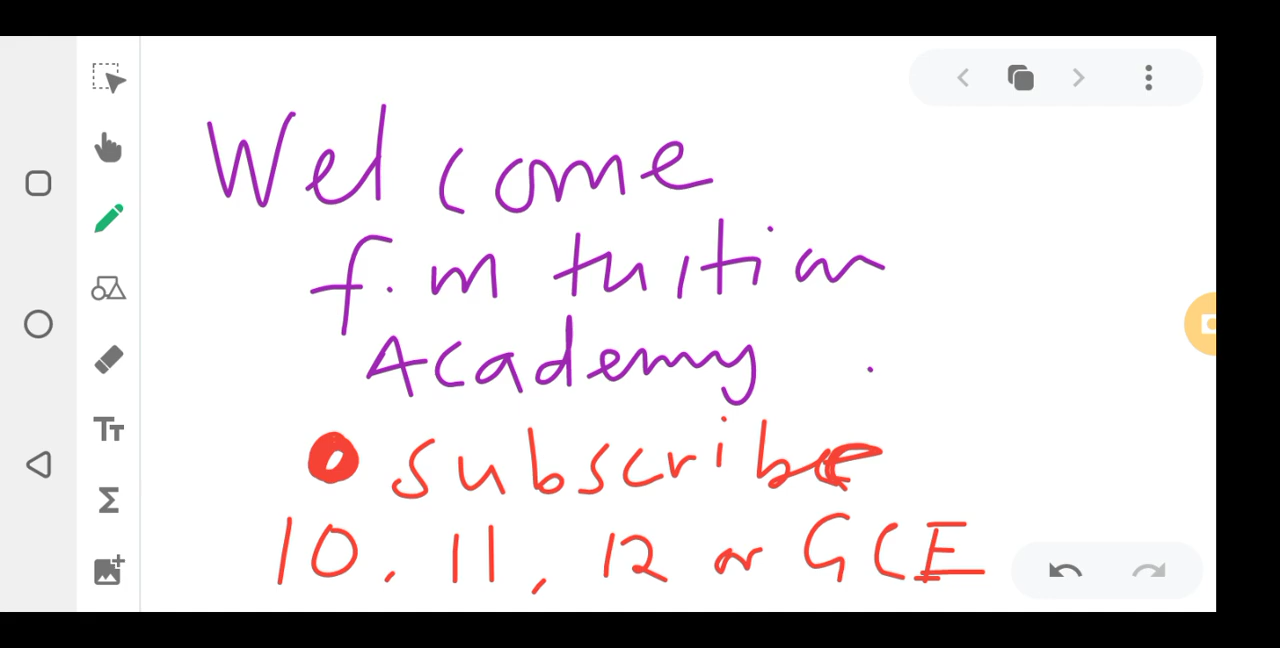 Welcome
f.m tuition
Academy.
subscribe
10, 11, 12 or GCE